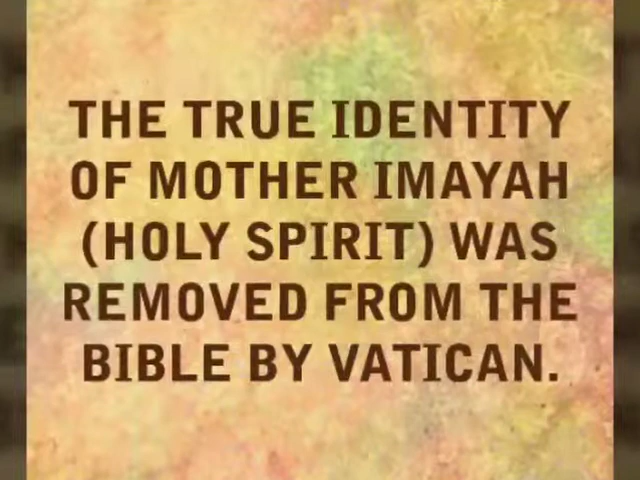 THE TRUE IDENTITY
OF MOTHER IMAYAH
(HOLY SPIRIT) WAS
REMOVED FROM THE
BIBLE BY VATICAN.